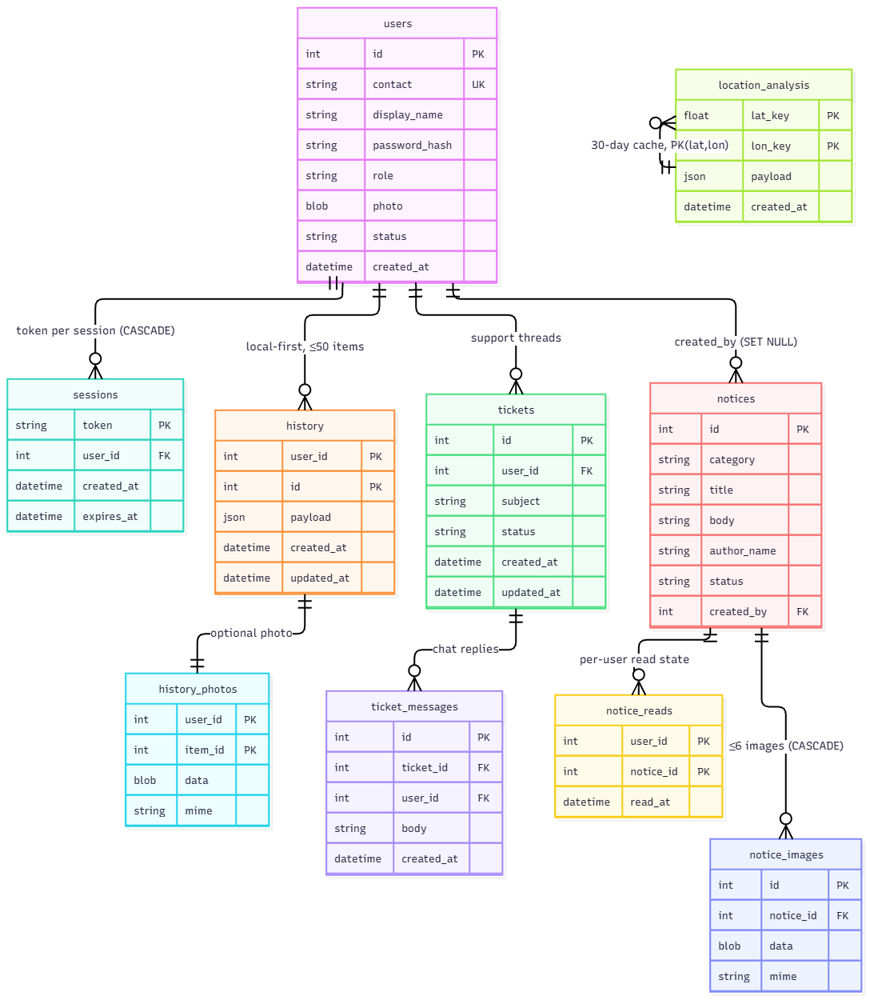 users
int id PK
string contact UK
string display_name
string password_hash
string role
blob photo
string status
datetime created_at
location_analysis
float lat_key PK
lon_key PK
json payload
datetime created_at
30-day cache, PK(lat,lon)
token per session (CASCADE)
local-first, ≤50 items
support threads
created_by (SET NULL)
sessions
string token PK
int user_id FK
datetime created_at
datetime expires_at
history
int user_id PK
int id PK
json payload
datetime created_at
datetime updated_at
tickets
int id PK
int user_id FK
string subject
string status
datetime created_at
datetime updated_at
notices
int id PK
string category
string title
string body
string author_name
string status
int created_by FK
optional photo
chat replies
per-user read state
≤6 images (CASCADE)
history_photos
int user_id PK
int item_id PK
blob data
string mime
ticket_messages
int id PK
int ticket_id FK
int user_id FK
string body
datetime created_at
notice_reads
int user_id PK
int notice_id PK
datetime read_at
notice_images
int id PK
int notice_id FK
blob data
string mime